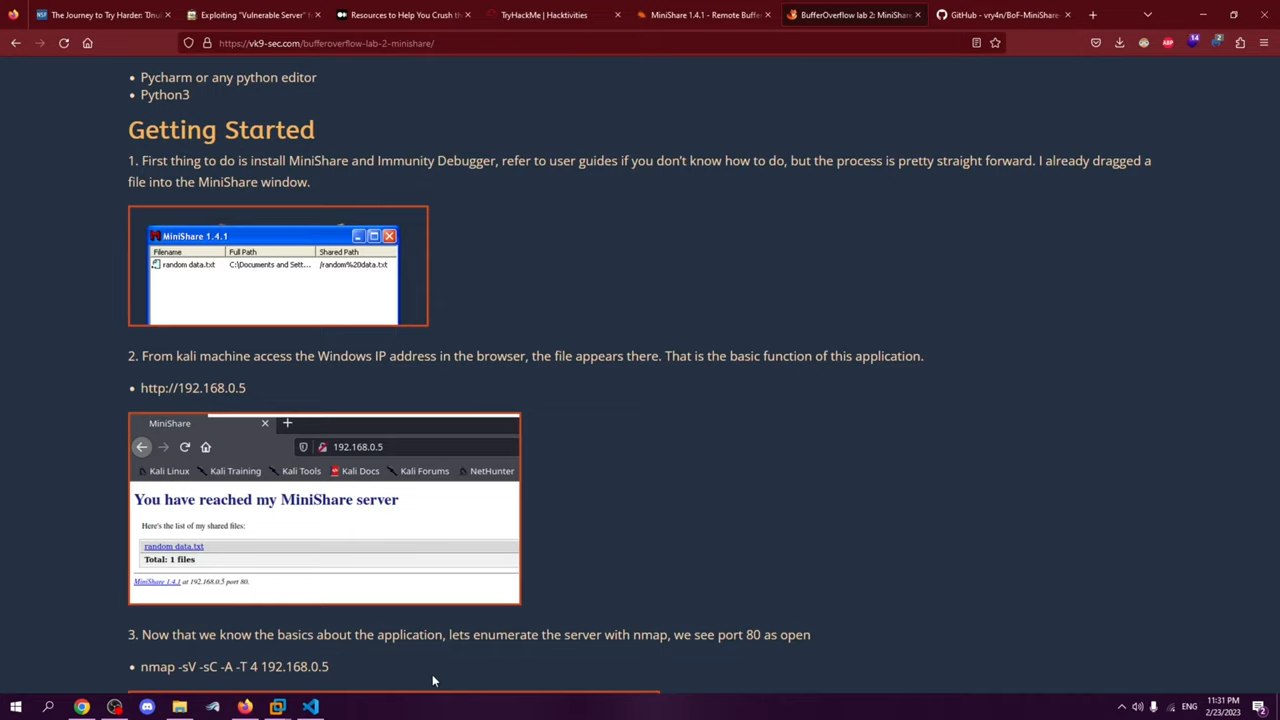 The Journey to Try Harder: TJnull
Exploiting "Vulnerable Server" f
Resources to Help You Crush th
TryHackMe | Hacktivities
MiniShare 1.4.1 - Remote Buffe
BufferOverflow lab 2: MiniShare
GitHub - vry4n/BoF-MiniShare
https://vk9-sec.com/bufferoverflow-lab-2-minishare/
• Pycharm or any python editor
• Python3
Getting Started
1. First thing to do is install MiniShare and Immunity Debugger, refer to user guides if you don't know how to do, but the process is pretty straight forward. I already dragged a
file into the MiniShare window.
MiniShare 1.4.1
Filename Full Path Shared Path
random data.txt C:\Documents and Sett... /random%20data.txt
2. From kali machine access the Windows IP address in the browser, the file appears there. That is the basic function of this application.
• http://192.168.0.5
MiniShare
192.168.0.5
Kali Linux Kali Training Kali Tools Kali Docs Kali Forums NetHunter
You have reached my MiniShare server
Here's the list of my shared files:
random data.txt
Total: 1 files
MiniShare 1.4.1 at 192.168.0.5 port 80.
3. Now that we know the basics about the application, lets enumerate the server with nmap, we see port 80 as open
• nmap -sV -sC -A -T 4 192.168.0.5
ENG
11:31 PM
2/23/2023